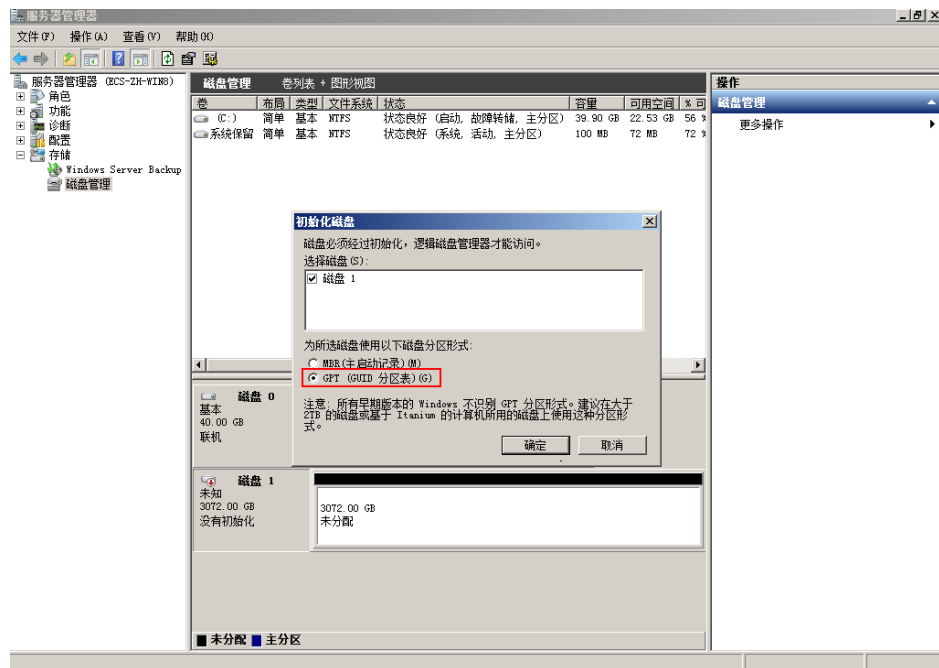 服务器管理器
文件(F) 操作(A) 查看(V) 帮助(H)
服务器管理器 (ECS-ZH-WIN8)
角色
功能
诊断
配置
存储
Windows Server Backup
磁盘管理
磁盘管理 卷列表 + 图形视图
卷 布局 类型 文件系统 状态 容量 可用空间 % 可
(C:) 简单 基本 NTFS 状态良好 (启动, 故障转储, 主分区) 39.90 GB 22.53 GB 56 %
系统保留 简单 基本 NTFS 状态良好 (系统, 活动, 主分区) 100 MB 72 MB 72 %
初始化磁盘
磁盘必须经过初始化，逻辑磁盘管理器才能访问。
选择磁盘(S):
磁盘 1
为所选磁盘使用以下磁盘分区形式:
MBR(主启动记录)(M)
GPT (GUID 分区表)(G)
注意: 所有早期版本的 Windows 不识别 GPT 分区形式。建议在大于
2TB 的磁盘或基于 Itanium 的计算机所用的磁盘上使用这种分区形
式。
确定 取消
磁盘 0
基本
40.00 GB
联机
磁盘 1
未知
3072.00 GB
没有初始化
3072.00 GB
未分配
未分配 主分区
操作
磁盘管理
更多操作